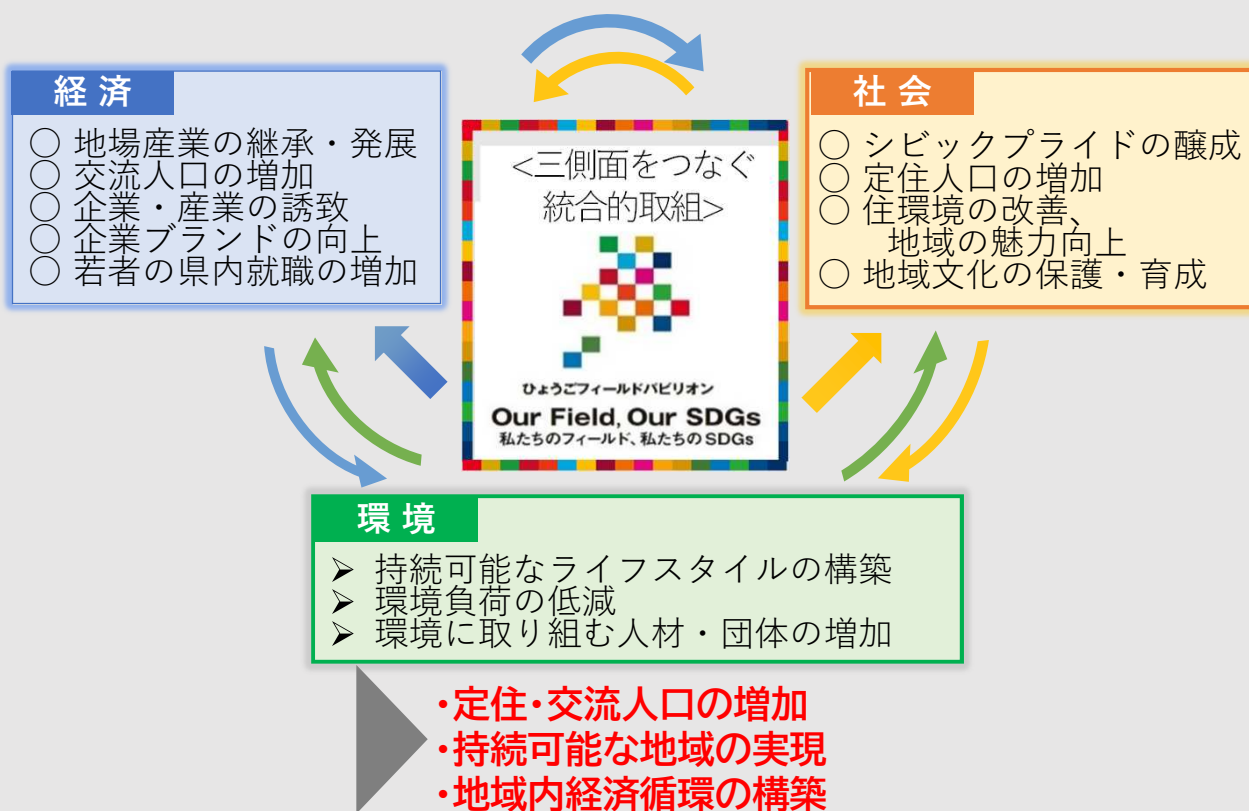 経済
○ 地場産業の継承・発展
○ 交流人口の増加
○ 企業・産業の誘致
○ 企業ブランドの向上
○ 若者の県内就職の増加
<三側面をつなぐ
統合的取組>
ひょうごフィールドパビリオン
Our Field, Our SDGs
私たちのフィールド、私たちのSDGs
社会
○ シビックプライドの醸成
○ 定住人口の増加
○ 住環境の改善、
地域の魅力向上
○ 地域文化の保護・育成
環境
➢ 持続可能なライフスタイルの構築
➢ 環境負荷の低減
➢ 環境に取り組む人材・団体の増加
・定住・交流人口の増加
・持続可能な地域の実現
・地域内経済循環の構築